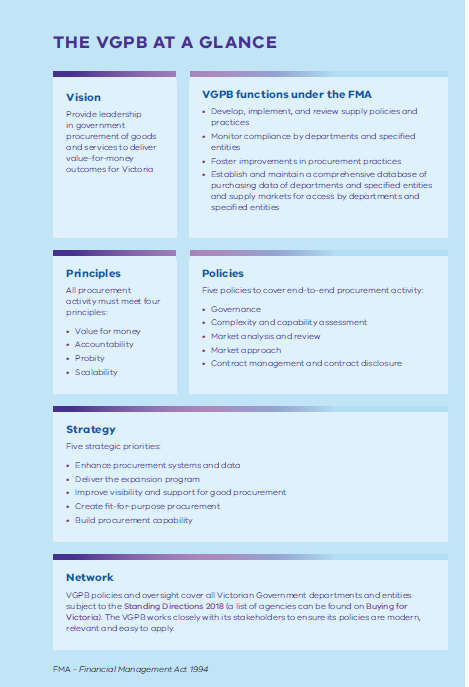 THE VGPB AT A GLANCE
Vision
Provide leadership
in government
procurement of goods
and services to deliver
value-for-money
outcomes for Victoria
VGPB functions under the FMA
• Develop, implement, and review supply policies and
practices
• Monitor compliance by departments and specified
entities
• Foster improvements in procurement practices
• Establish and maintain a comprehensive database of
purchasing data of departments and specified entities
and supply markets for access by departments and
specified entities
Principles
All procurement
activity must meet four
principles:
• Value for money
• Accountability
• Probity
• Scalability
Policies
Five policies to cover end-to-end procurement activity:
• Governance
• Complexity and capability assessment
• Market analysis and review
• Market approach
• Contract management and contract disclosure
Strategy
Five strategic priorities:
• Enhance procurement systems and data
• Deliver the expansion program
• Improve visibility and support for good procurement
• Create fit-for-purpose procurement
• Build procurement capability
Network
VGPB policies and oversight cover all Victorian Government departments and entities
subject to the Standing Directions 2018 (a list of agencies can be found on Buying for
Victoria). The VGPB works closely with its stakeholders to ensure its policies are modern,
relevant and easy to apply.
FMA - Financial Management Act 1994